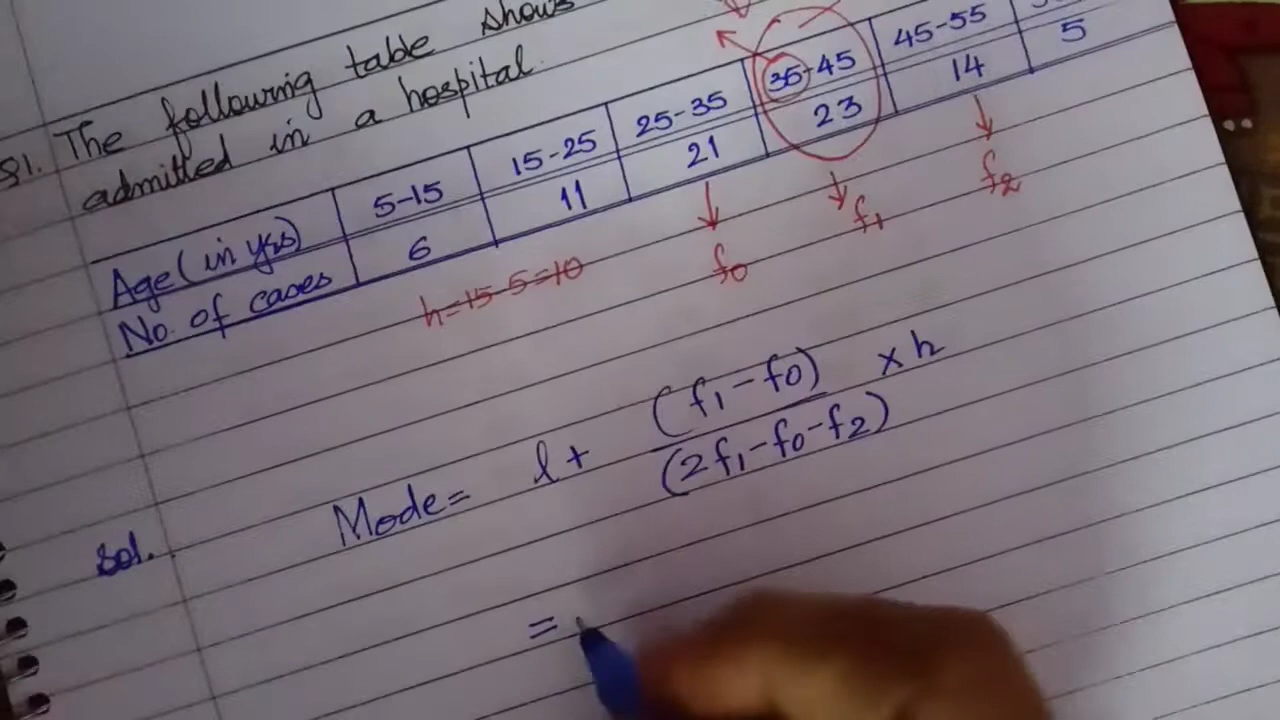 Q1. The following table shows
admitted in a hospital
Age (in yrs) 5-15 15-25 25-35 35-45 45-55
No. of cases 6 11 21 23 14 5
h=15-5=10 f0 f1 f2
Mode= l+ (f1-f0) xh
(2f1-f0-f2)
Sol.
=